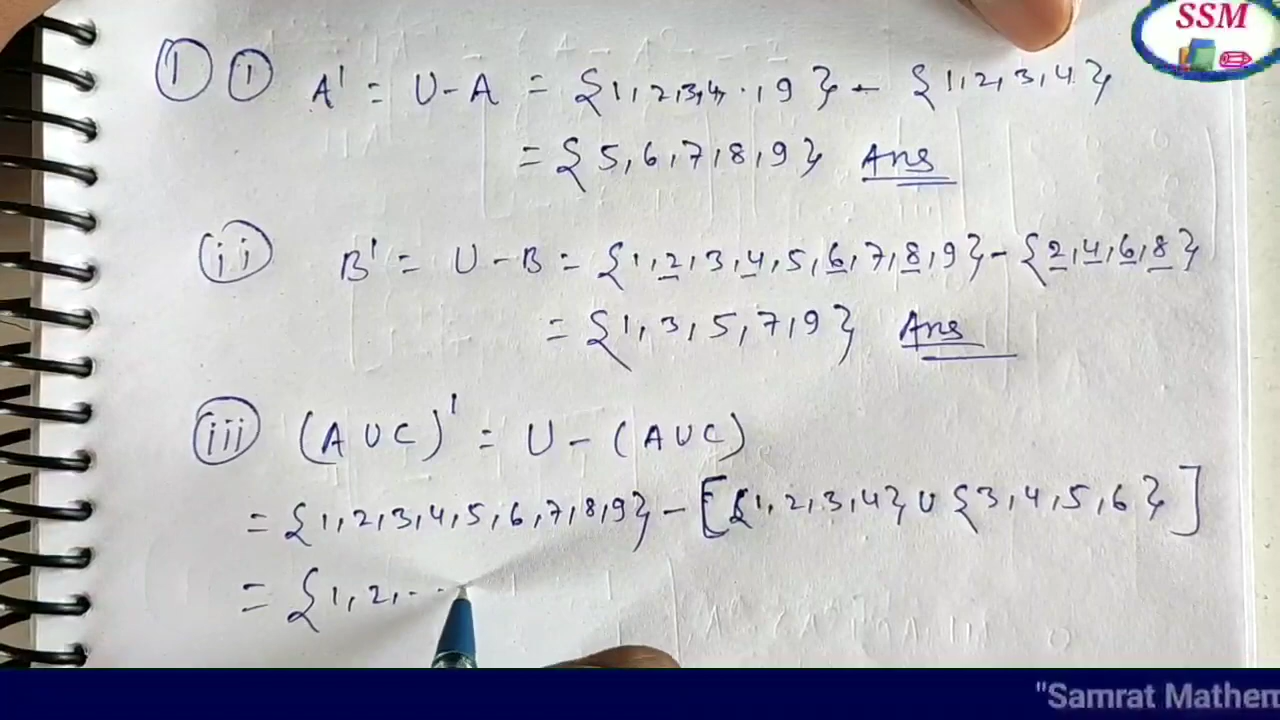 SSM
① ① A' = U - A = {1, 2, 3, 4, .., 9} - {1, 2, 3, 4}
= {5, 6, 7, 8, 9} Ans
ⓘⓘ B' = U - B = {1, 2, 3, 4, 5, 6, 7, 8, 9} - {2, 4, 6, 8}
= {1, 3, 5, 7, 9} Ans
(iii) (A ∪ C)' = U - (A ∪ C)
= {1, 2, 3, 4, 5, 6, 7, 8, 9} - [{1, 2, 3, 4} ∪ {3, 4, 5, 6}]
= {1, 2, ...
"Samrat Mathem